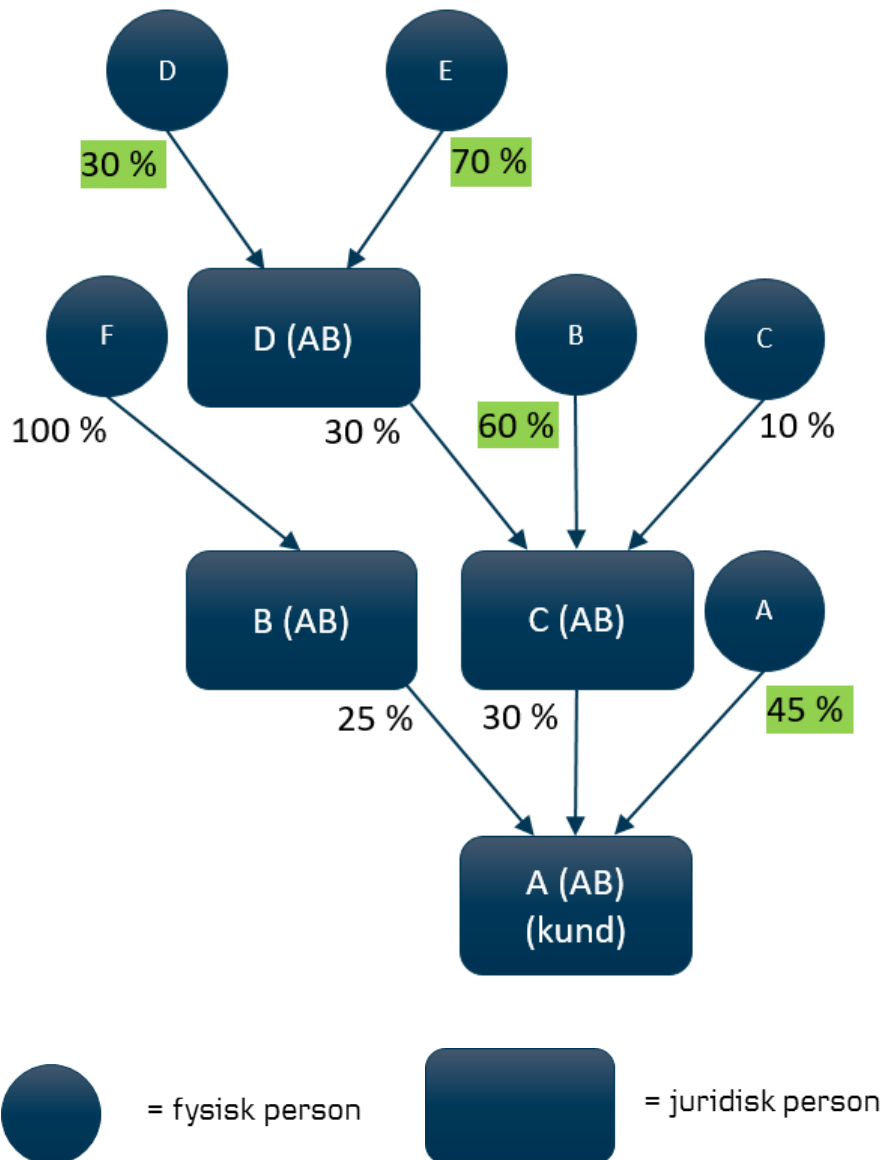 D
E
30 %
70 %
F
D (AB)
B
C
100 %
30 %
60 %
10 %
B (AB)
C (AB)
A
25 %
30 %
45 %
A (AB)
(kund)
= fysisk person
= juridisk person